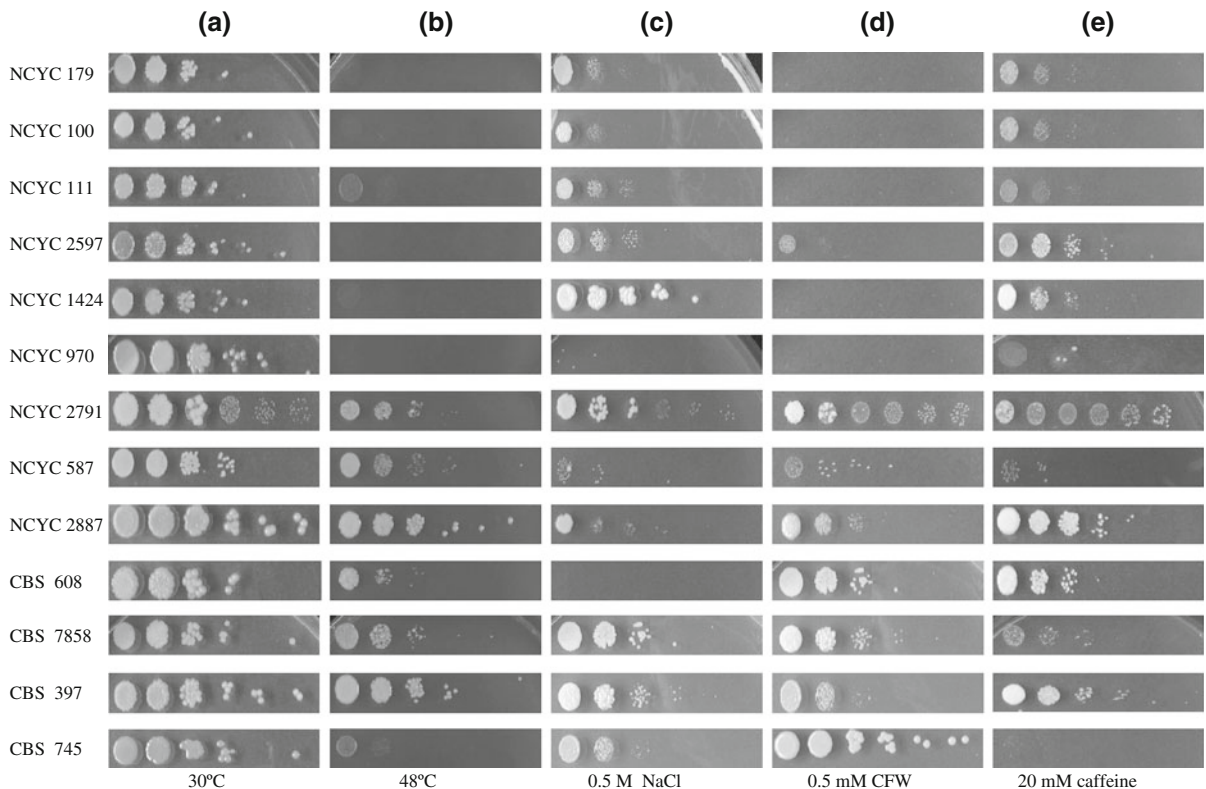 (a) (b) (c) (d) (e)
NCYC 179
NCYC 100
NCYC 111
NCYC 2597
NCYC 1424
NCYC 970
NCYC 2791
NCYC 587
NCYC 2887
CBS 608
CBS 7858
CBS 397
CBS 745
30ºC 48ºC 0.5 M NaCl 0.5 mM CFW 20 mM caffeine